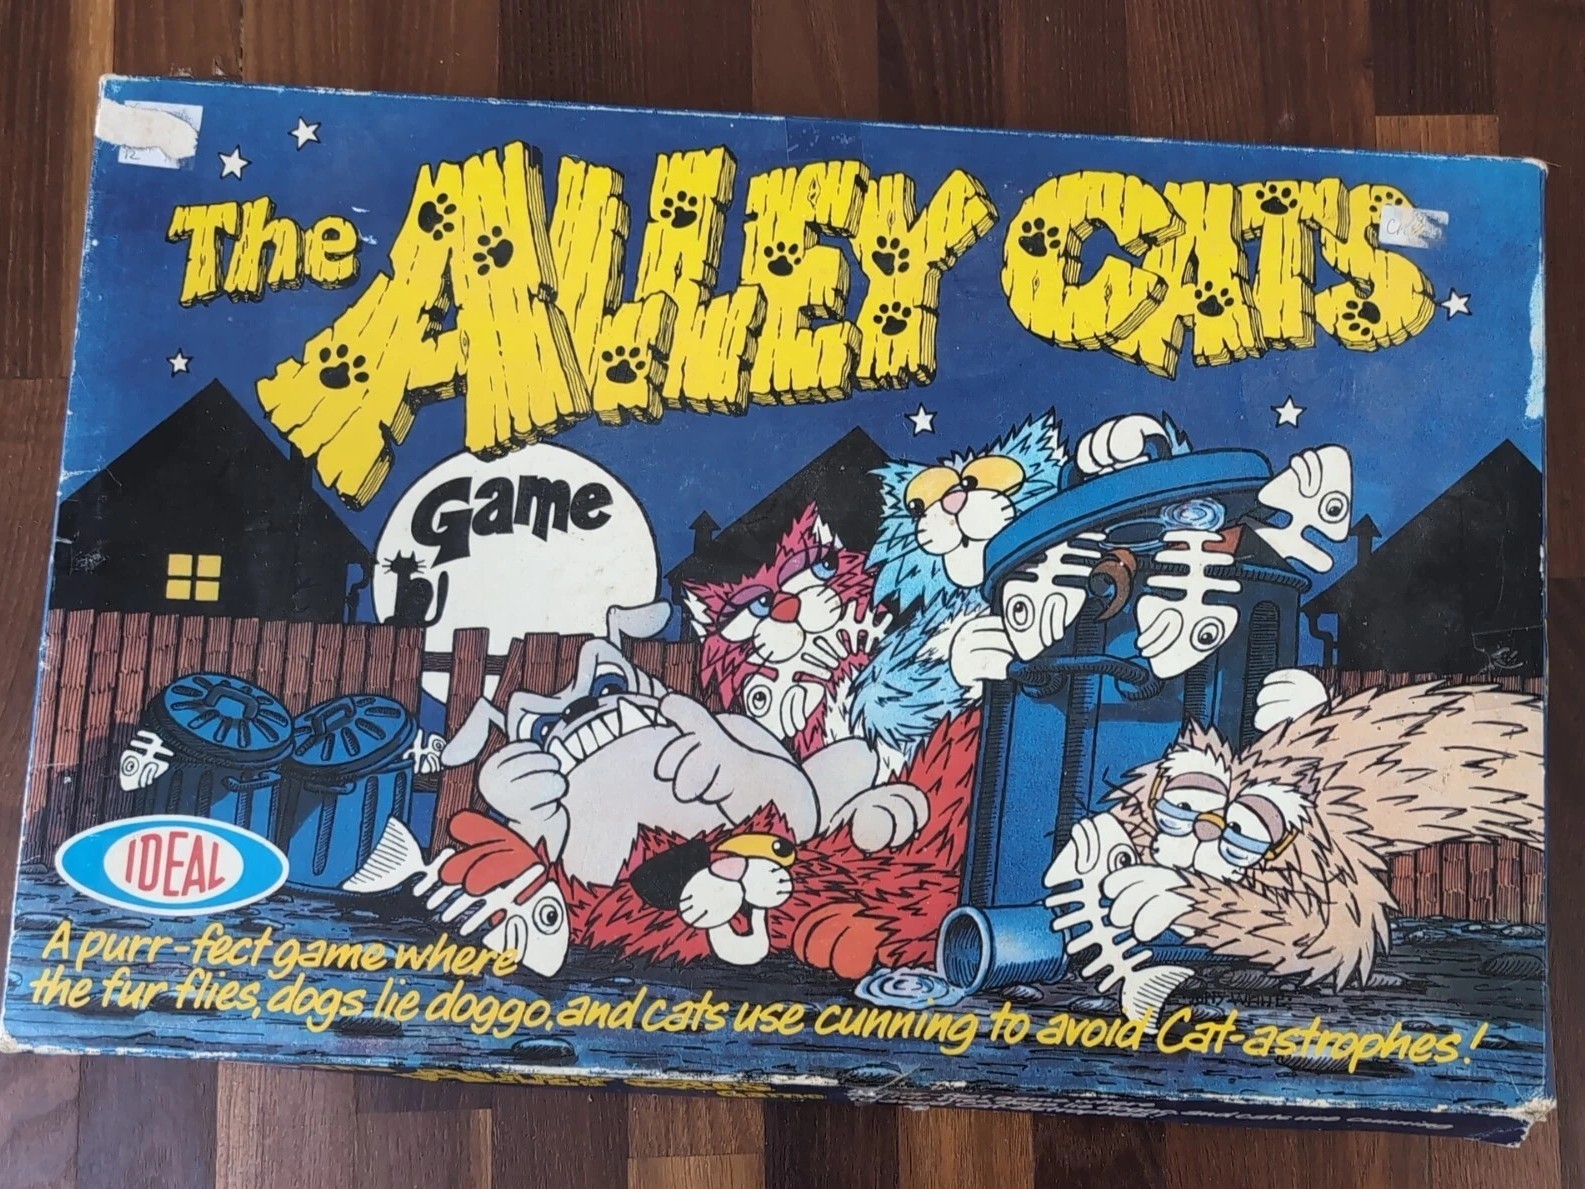 The ALLEY CATS
Game
IDEAL
A purr-fect game where
the fur flies, dogs lie doggo, and cats use cunning to avoid Cat-astrophes!